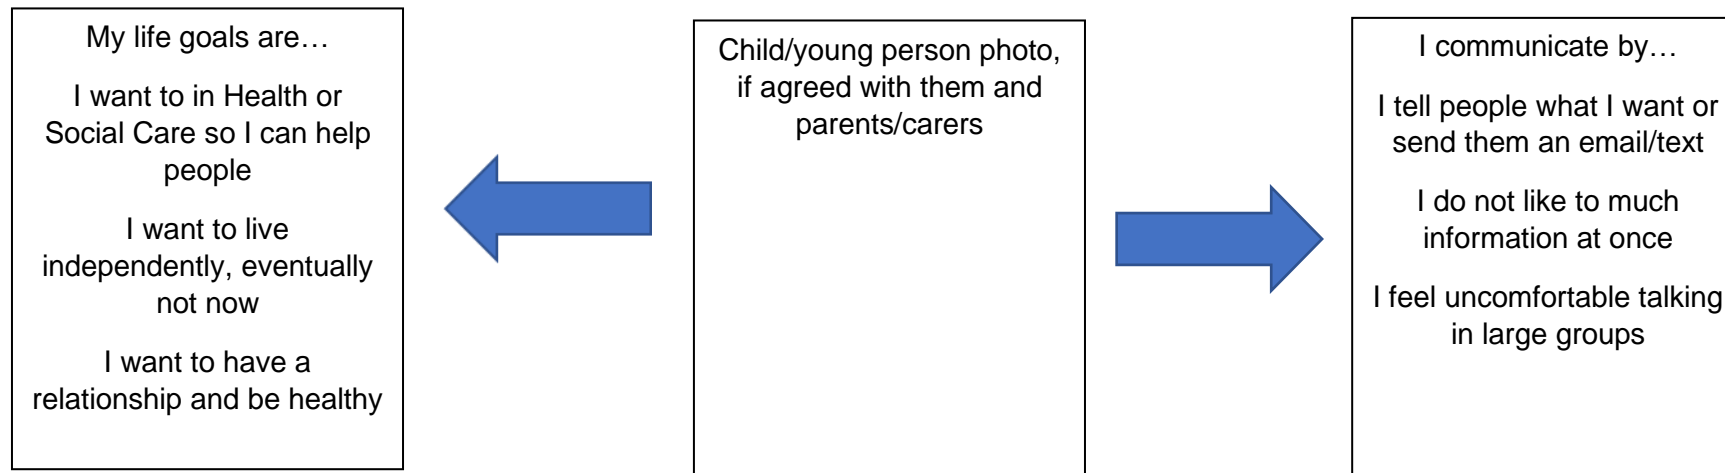 My life goals are…
I want to in Health or
Social Care so I can help
people
I want to live
independently, eventually
not now
I want to have a
relationship and be healthy
Child/young person photo,
if agreed with them and
parents/carers
I communicate by…
I tell people what I want or
send them an email/text
I do not like to much
information at once
I feel uncomfortable talking
in large groups